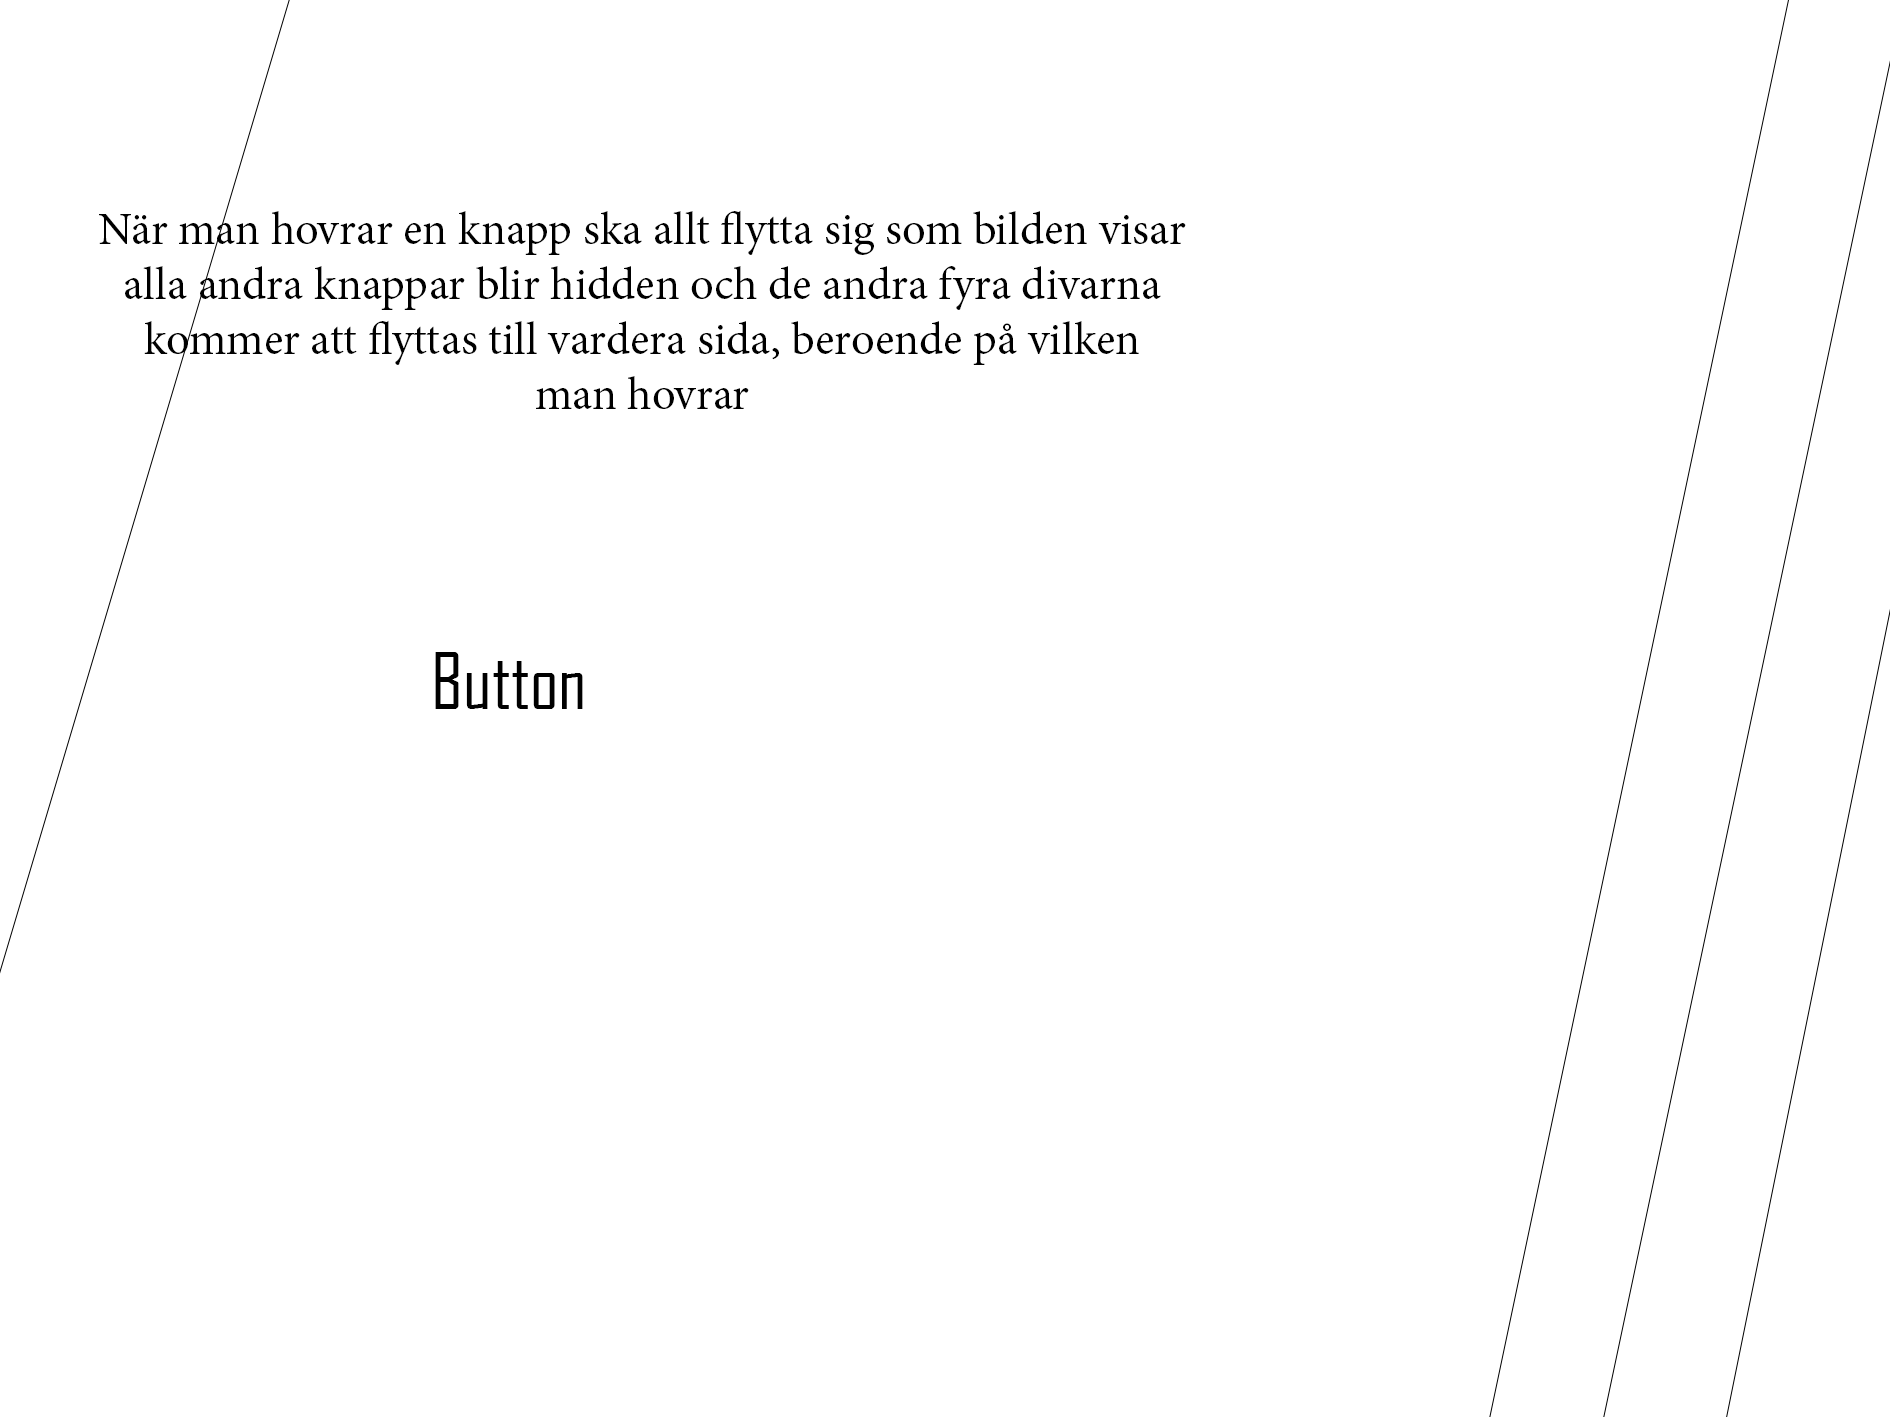 När man hovrar en knapp ska allt flytta sig som bilden visar
alla andra knappar blir hidden och de andra fyra divarna
kommer att flyttas till vardera sida, beroende på vilken
man hovrar
Button